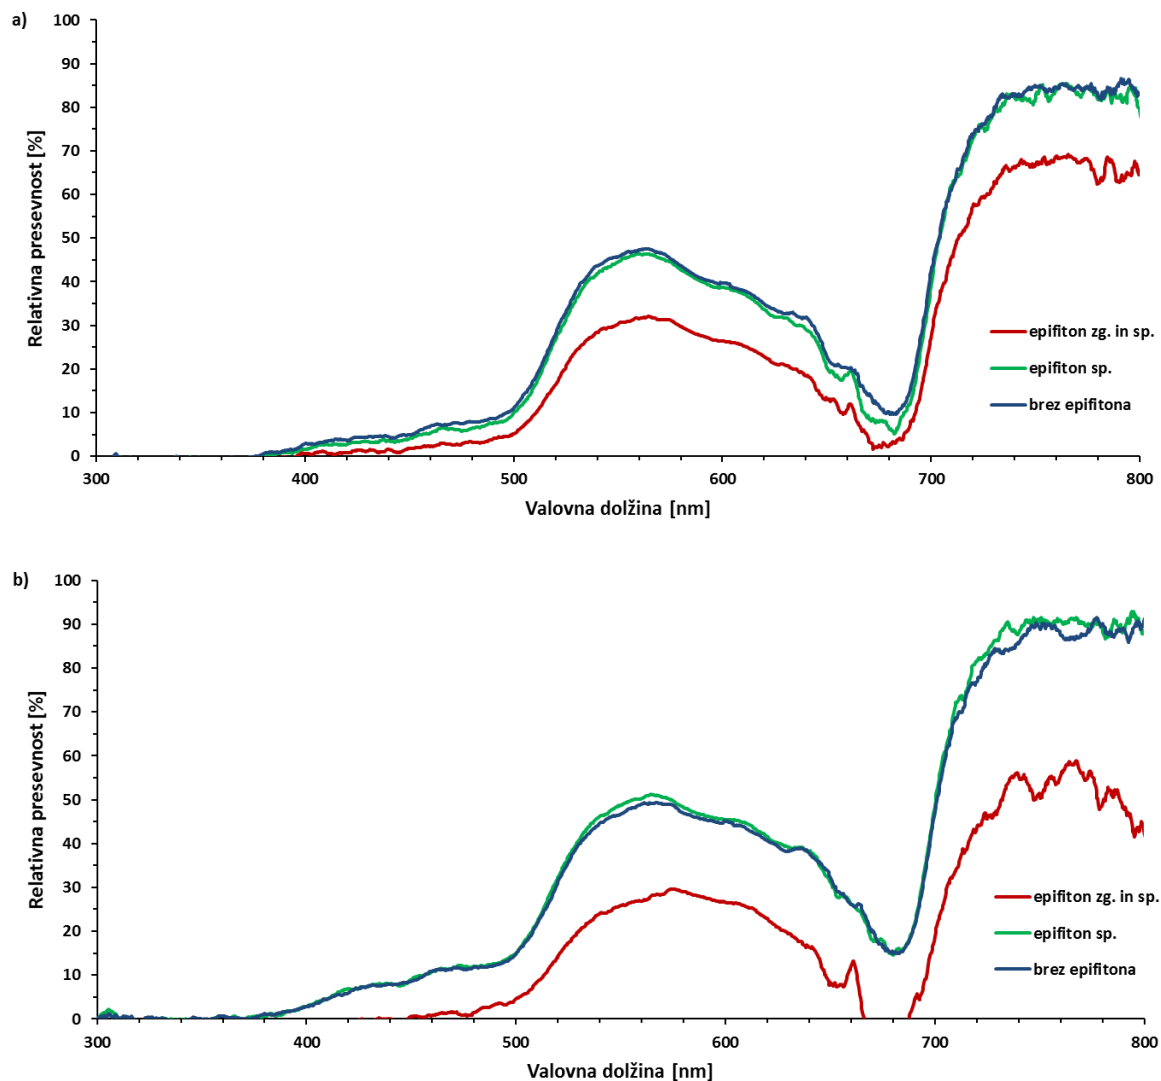 a)
Relativna presevnost [%]
100
90
80
70
60
50
40
30
20
10
0
300 400 500 600 700 800
Valovna dolžina [nm]
epifiton zg. in sp.
epifiton sp.
brez epifitona
b)
Relativna presevnost [%]
100
90
80
70
60
50
40
30
20
10
0
300 400 500 600 700 800
Valovna dolžina [nm]
epifiton zg. in sp.
epifiton sp.
brez epifitona